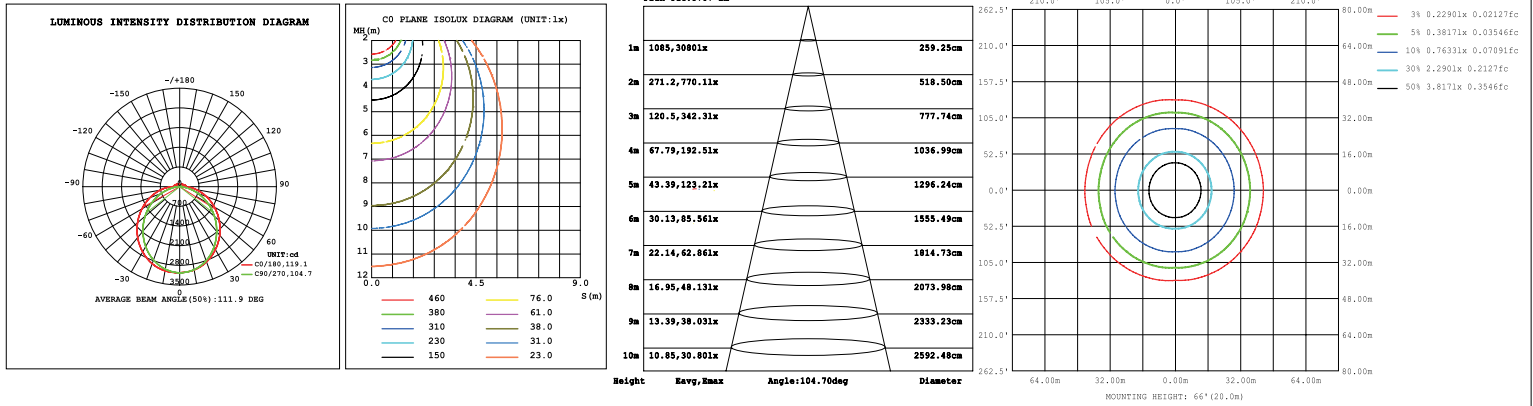 LUMINOUS INTENSITY DISTRIBUTION DIAGRAM
-/+180
-150
150
-120
120
-90
90
-60
60
-30
30
0
0
700
1400
2100
2800
3500
UNIT:cd
C0/180,119.1
C90/270,104.7
AVERAGE BEAM ANGLE(50%):111.9 DEG
C0 PLANE ISOLUX DIAGRAM (UNIT:lx)
MH(m)
2
3
4
5
6
7
8
9
10
11
12
0.0
4.5
9.0
S(m)
460
76.0
380
61.0
310
38.0
230
31.0
150
23.0
1m 1085,3080lx 259.25cm
2m 271.2,770.1lx 518.50cm
3m 120.5,342.3lx 777.74cm
4m 67.79,192.5lx 1036.99cm
5m 43.39,123.2lx 1296.24cm
6m 30.13,85.56lx 1555.49cm
7m 22.14,62.86lx 1814.73cm
8m 16.95,48.13lx 2073.98cm
9m 13.39,38.03lx 2333.23cm
10m 10.85,30.80lx 2592.48cm
Height Eavg,Emax Angle:104.70deg Diameter
210.0' 105.0' 0.0' 105.0' 210.0'
262.5' 80.00m
210.0' 64.00m
157.5' 48.00m
105.0' 32.00m
52.5' 16.00m
0.0' 0.00m
52.5' 16.00m
105.0' 32.00m
157.5' 48.00m
210.0' 64.00m
262.5' 80.00m
64.00m 32.00m 0.00m 32.00m 64.00m
MOUNTING HEIGHT: 66'(20.0m)
3% 0.2290lx 0.02127fc
5% 0.3817lx 0.03546fc
10% 0.7633lx 0.07091fc
30% 2.290lx 0.2127fc
50% 3.817lx 0.3546fc